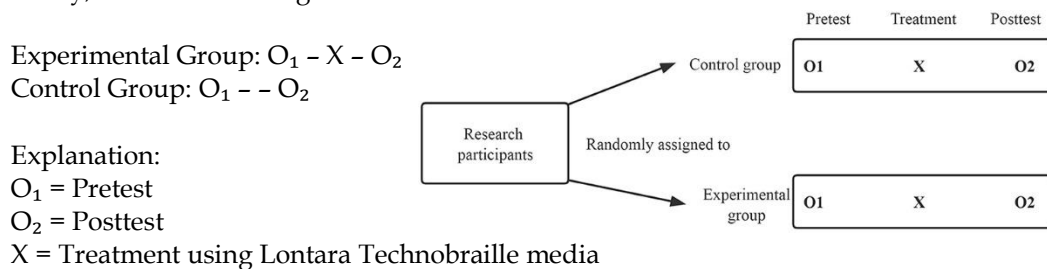 Experimental Group: O₁ – X – O₂
Control Group: O₁ – – O₂
Explanation:
O₁ = Pretest
O₂ = Posttest
X = Treatment using Lontara Technobraille media
Pretest Treatment Posttest
Control group O1 X O2
Research
participants
Randomly assigned to
Experimental
group
O1 X O2